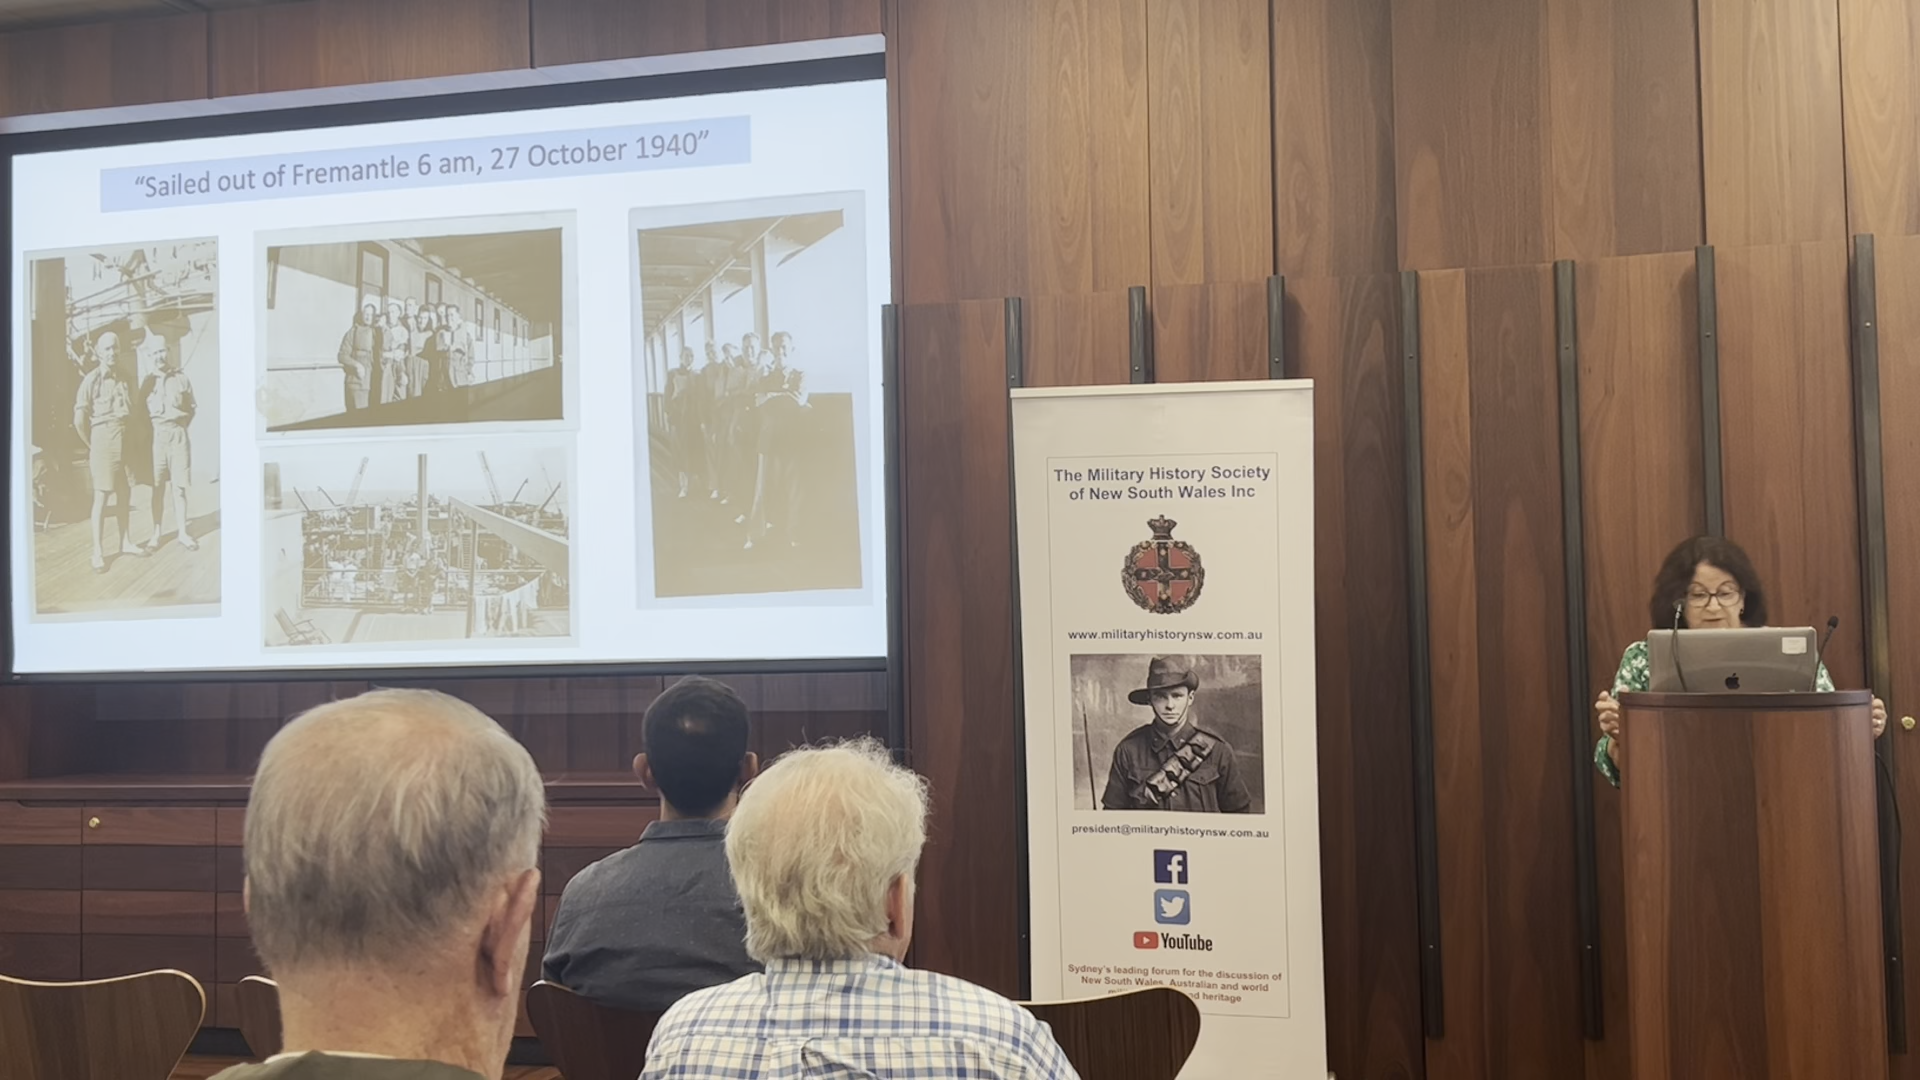 “Sailed out of Fremantle 6 am, 27 October 1940”
The Military History Society
of New South Wales Inc
www.militaryhistorynsw.com.au
president@militaryhistorynsw.com.au
f
YouTube
Sydney's leading forum for the discussion of
New South Wales, Australian and world
heritage